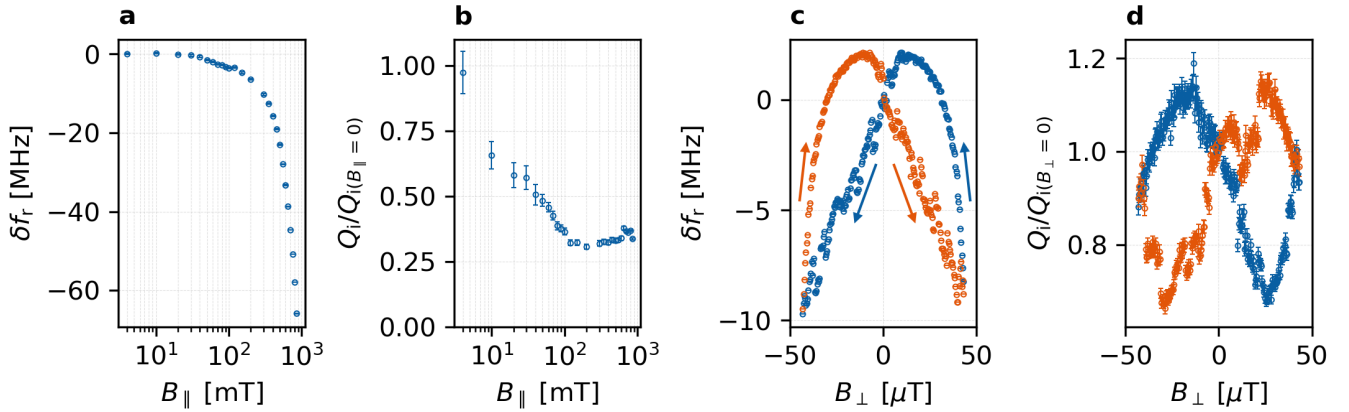 a
b
c
d
0
−20
−40
−60
δf_r [MHz]
10^1
10^2
10^3
B_∥ [mT]
1.00
0.75
0.50
0.25
0.00
Q_i/Q_i(B_∥ = 0)
10^1
10^2
10^3
B_∥ [mT]
0
−5
−10
δf_r [MHz]
−50
0
50
B_⊥ [μT]
1.2
1.0
0.8
Q_i/Q_i(B_⊥ = 0)
−50
0
50
B_⊥ [μT]